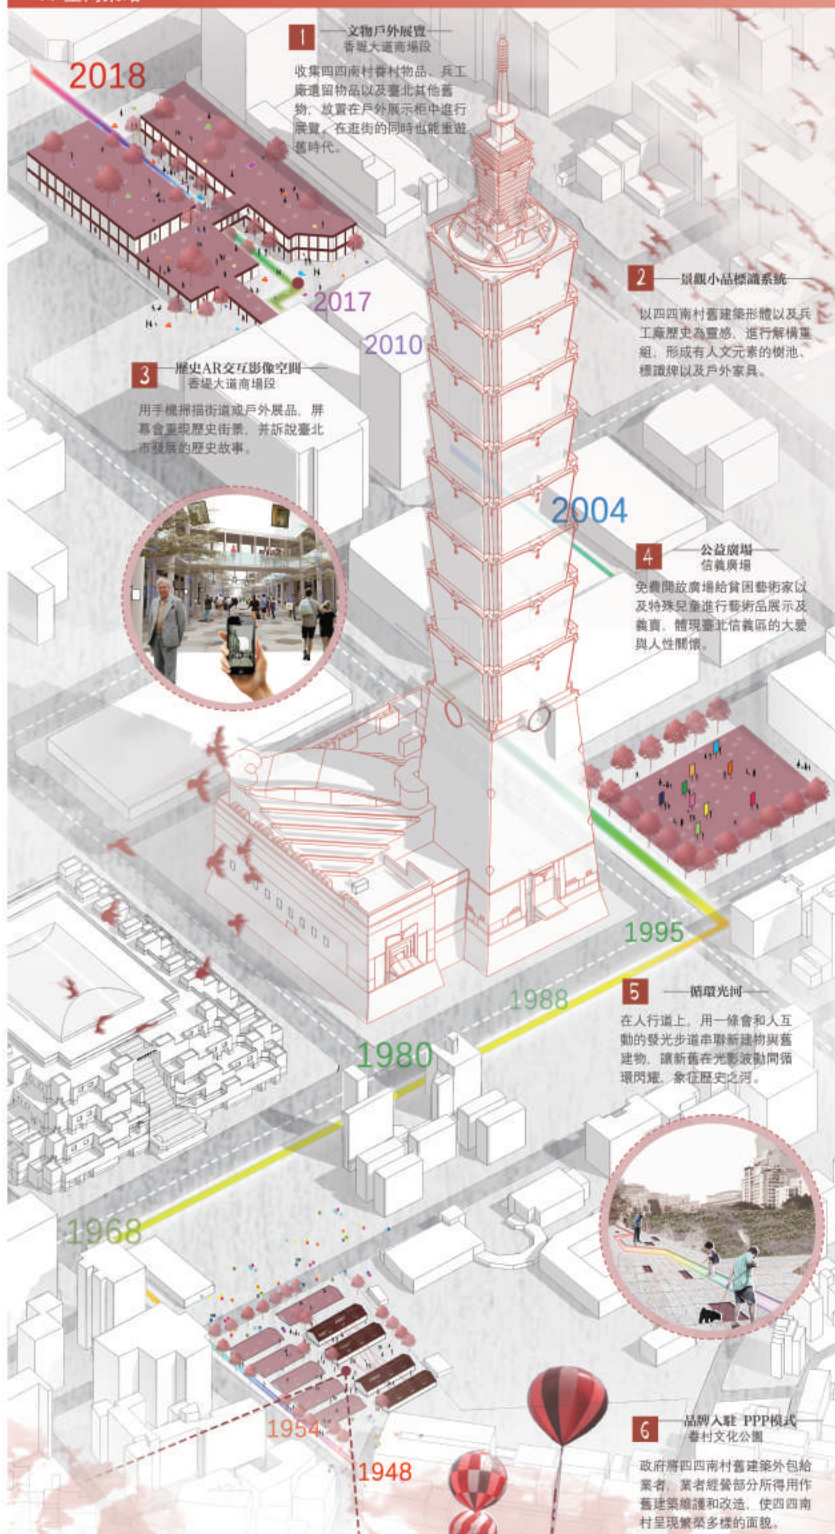 1
文物戶外展覽
香堤大道商場段
收集四四南村眷村物品、兵工
廠遺留物品以及臺北其他舊
物，放置在戶外展示柜中進行
展覽，在逛街的同時也能重遊
舊時代。
2018
2017
2010
2
景觀小品標識系統
以四四南村舊建築形體以及兵
工廠歷史為靈感，進行解構重
組，形成有人文元素的樹池、
標識牌以及戶外家具。
3
歷史AR交互影像空間
香堤大道商場段
用手機掃描街道或戶外展品，屏
幕會重現歷史街景，并訴說臺北
市發展的歷史故事。
2004
4
公益廣場
信義廣場
免費開放廣場給貧困藝術家以
及特殊兒童進行藝術品展示及
義賣，體現臺北信義區的大愛
與人性關懷。
1995
1988
1980
5
循環光河
在人行道上，用一條會和人互
動的發光步道串聯新建物與舊
建物，讓新舊在光影波動間循
環閃耀，象征歷史之河。
1968
1954
1948
6
品牌入駐 PPP模式
眷村文化公園
政府將四四南村舊建築外包給
業者，業者經營部分所得用作
舊建築維護和改造，使四四南
村呈現繁榮多樣的面貌。